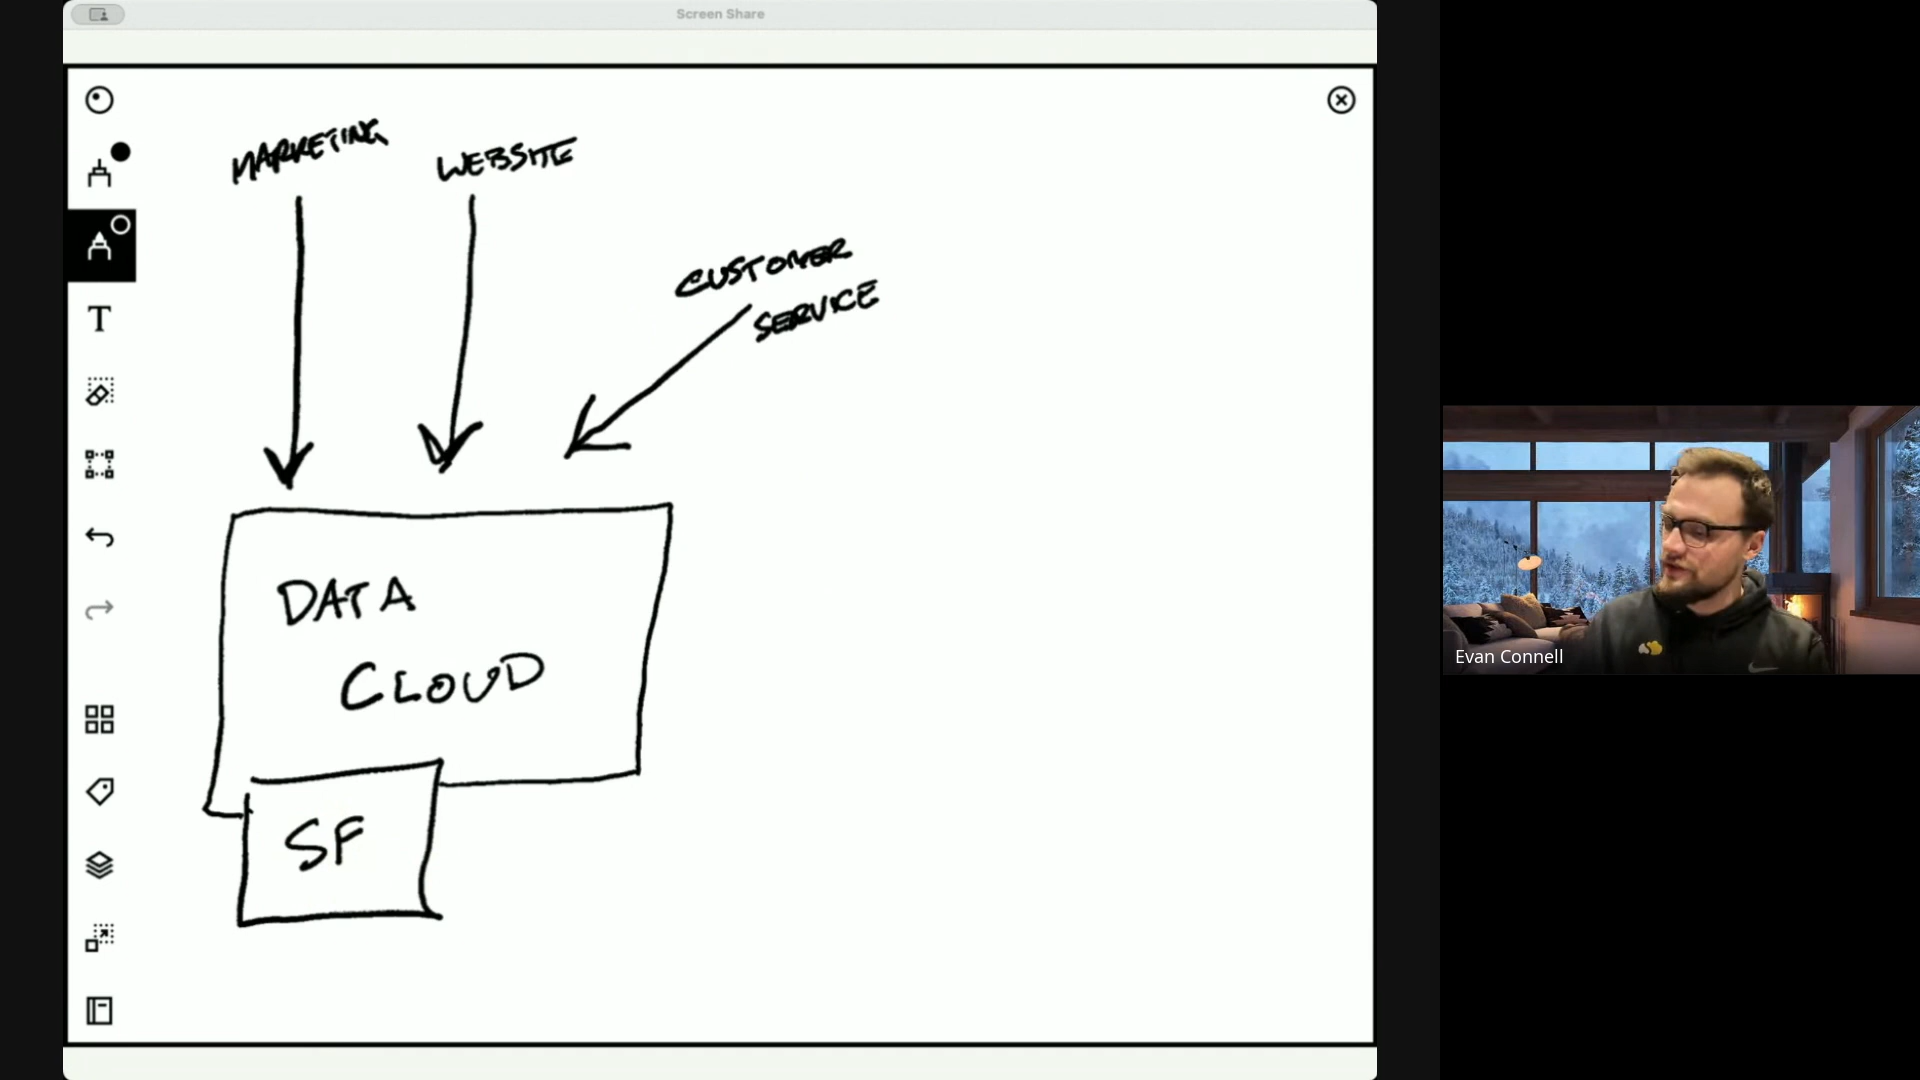 Screen Share
MARKETING
WEBSITE
CUSTOMER
SERVICE
DATA
CLOUD
SF
T
Evan Connell